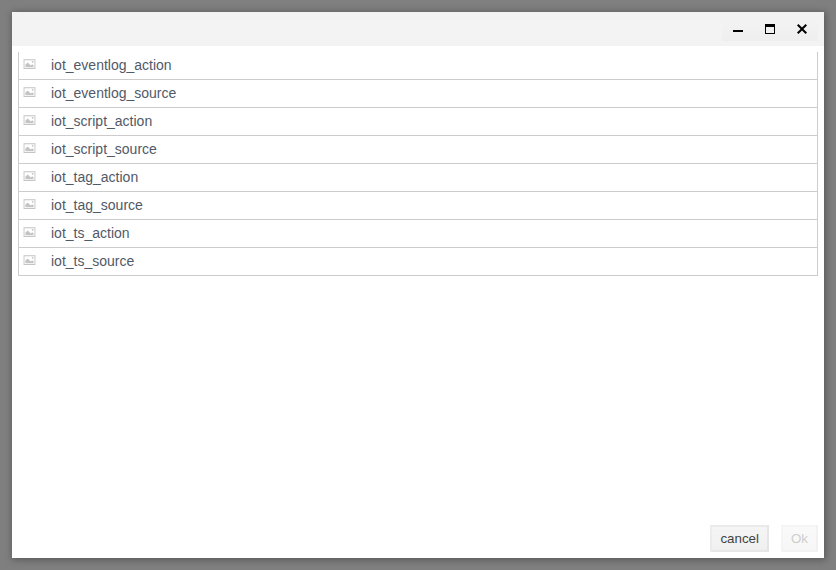 iot_eventlog_action
iot_eventlog_source
iot_script_action
iot_script_source
iot_tag_action
iot_tag_source
iot_ts_action
iot_ts_source
cancel Ok